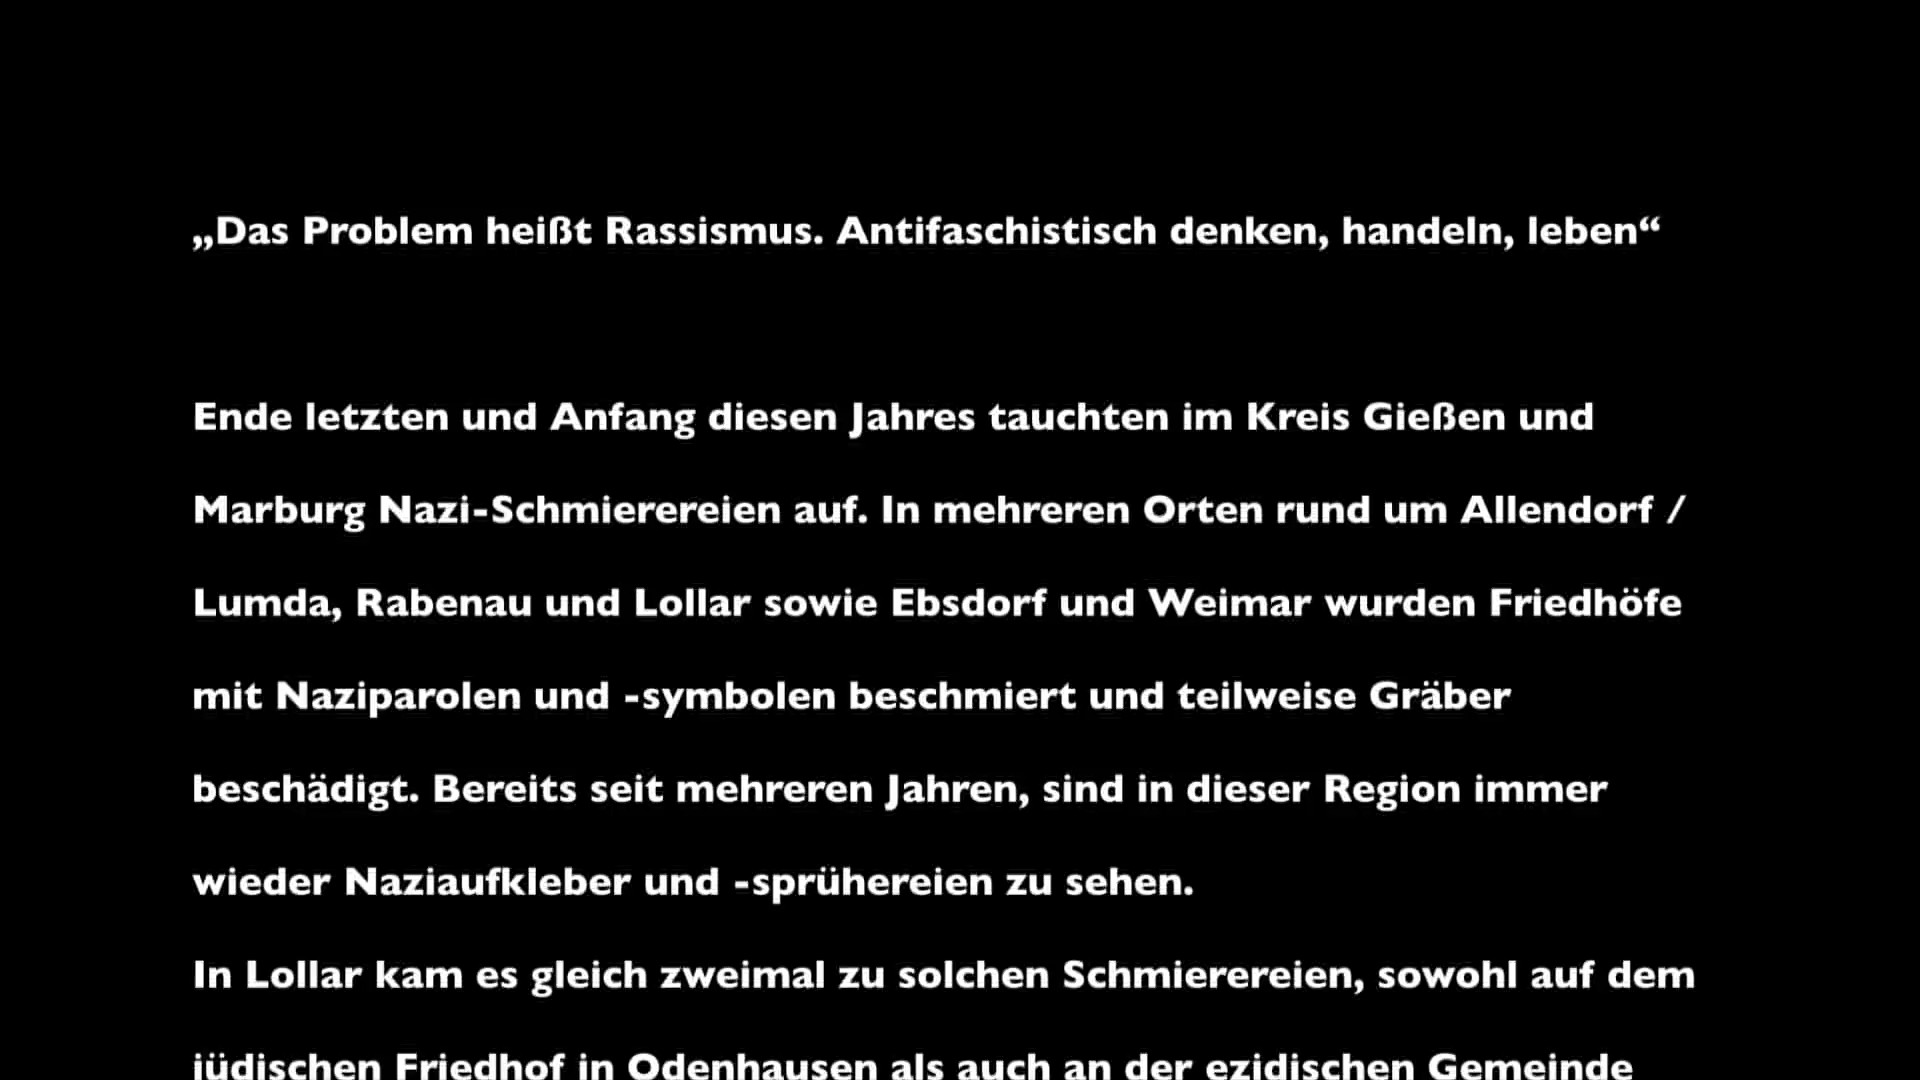 „Das Problem heißt Rassismus. Antifaschistisch denken, handeln, leben“
Ende letzten und Anfang diesen Jahres tauchten im Kreis Gießen und
Marburg Nazi-Schmierereien auf. In mehreren Orten rund um Allendorf /
Lumda, Rabenau und Lollar sowie Ebsdorf und Weimar wurden Friedhöfe
mit Naziparolen und -symbolen beschmiert und teilweise Gräber
beschädigt. Bereits seit mehreren Jahren, sind in dieser Region immer
wieder Naziaufkleber und -sprühereien zu sehen.
In Lollar kam es gleich zweimal zu solchen Schmierereien, sowohl auf dem
jüdischen Friedhof in Odenhausen als auch an der ezidischen Gemeinde